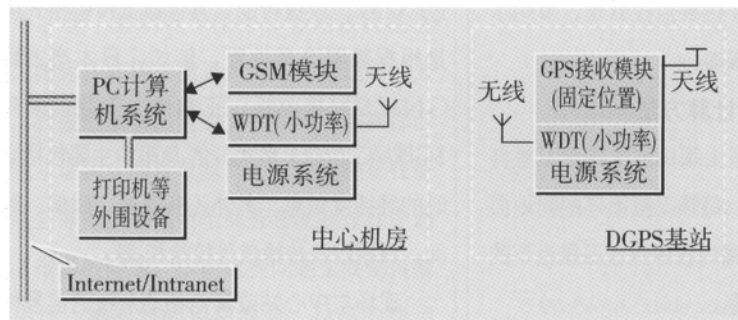 PC计算
机系统
GSM模块
WDT(小功率)
天线
电源系统
打印机等
外围设备
中心机房
Internet/Intranet
无线
GPS接收模块
(固定位置)
天线
WDT(小功率)
电源系统
DGPS基站